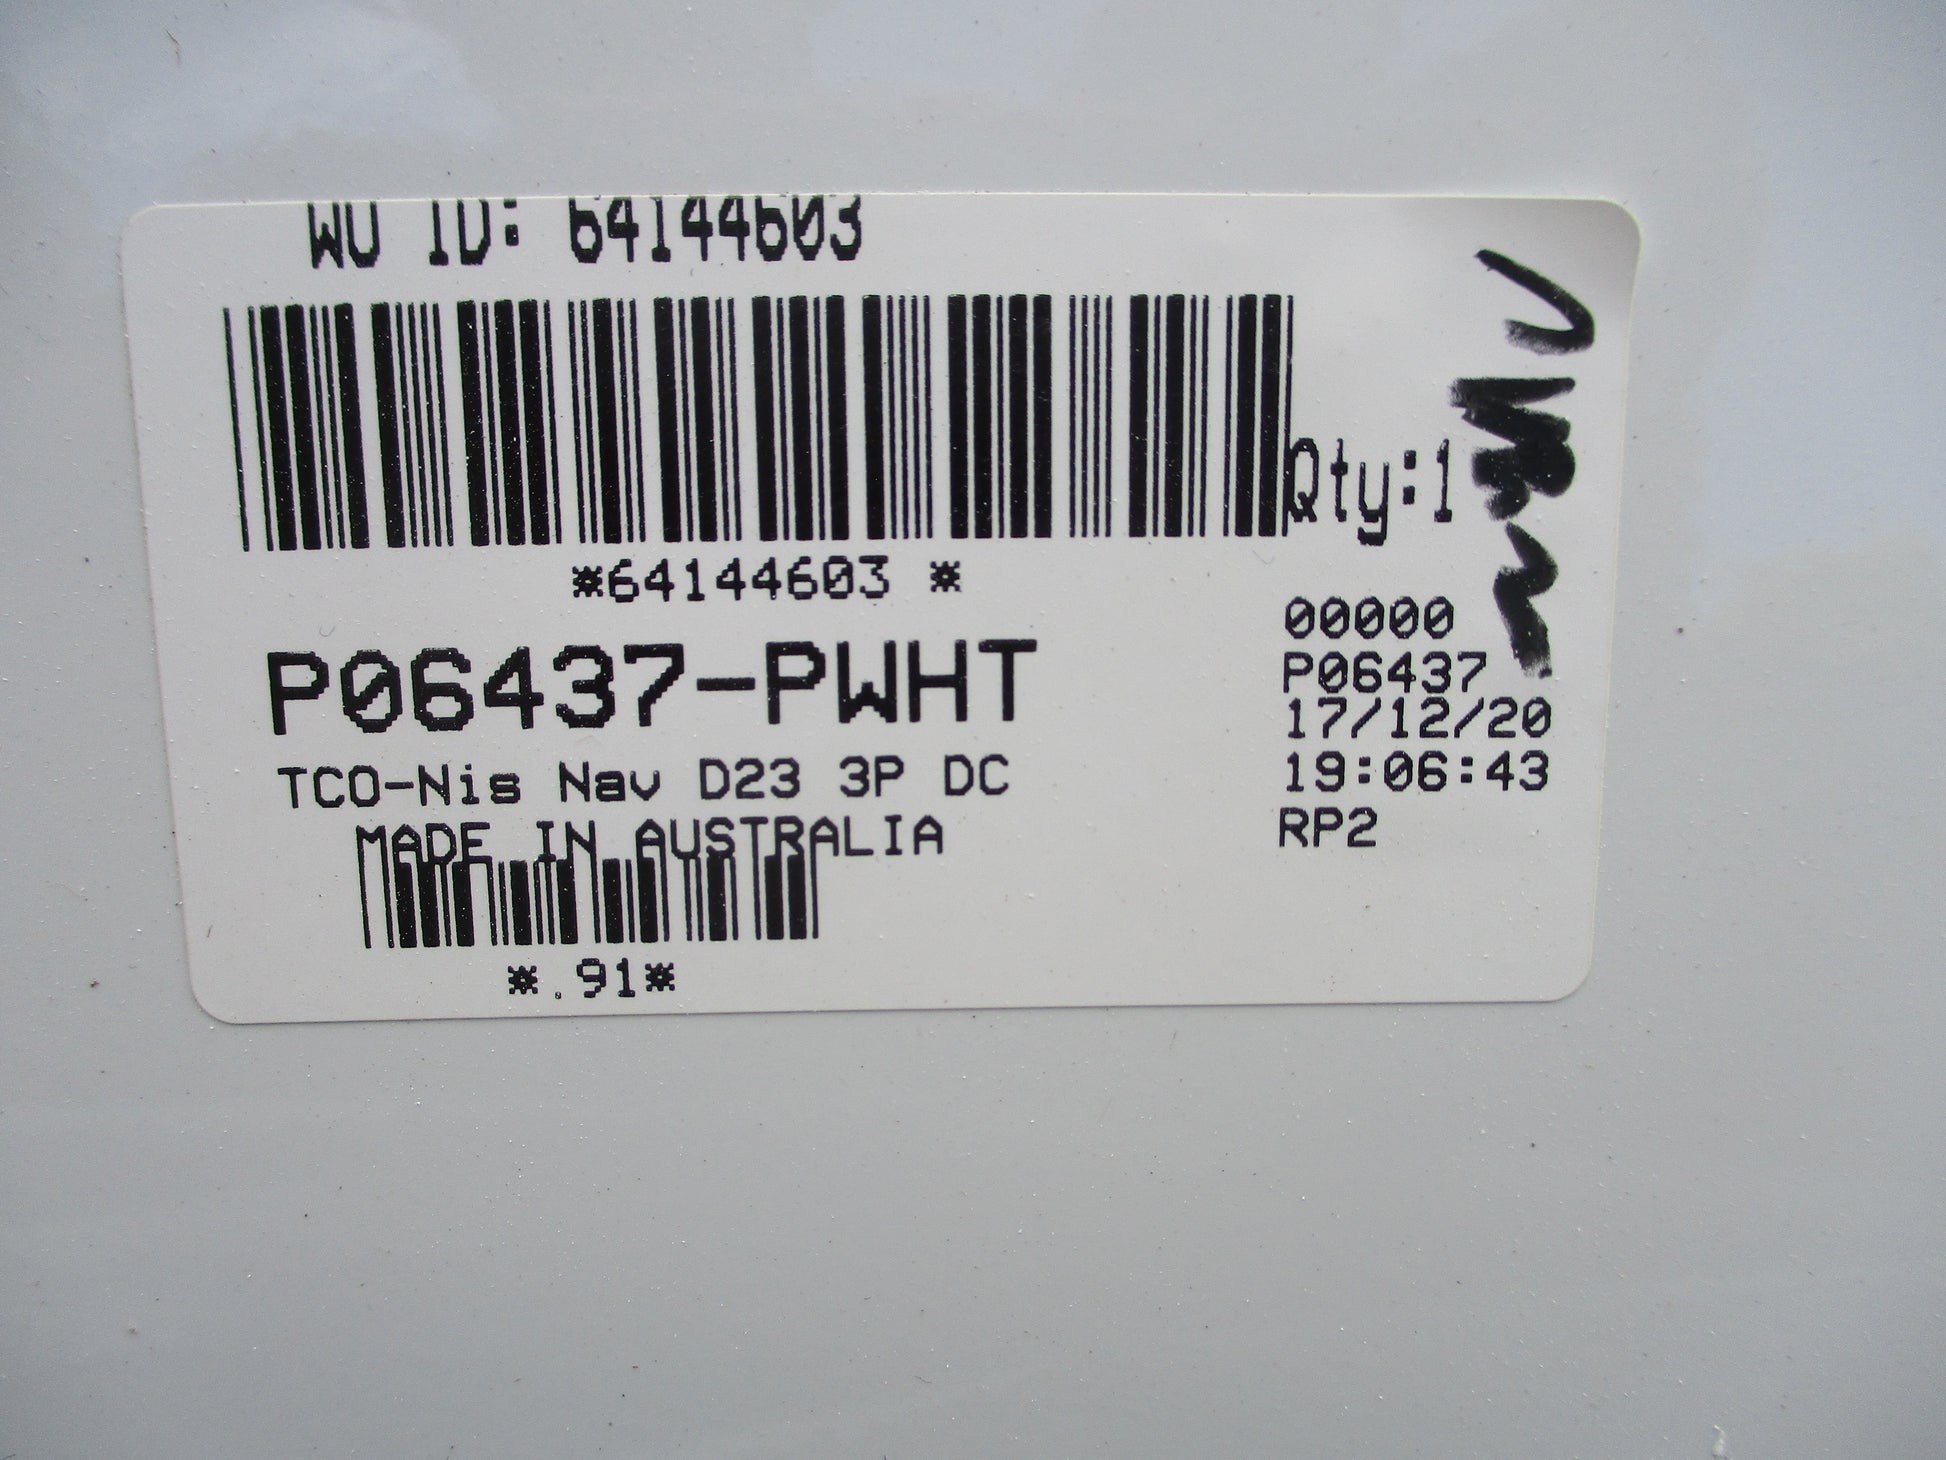 WU ID: 64144603
Qty:1
*64144603 *
P06437-PWHT
TCO-Nis Nav D23 3P DC
MADE IN AUSTRALIA
*.91*
00000
P06437
17/12/20
19:06:43
RP2